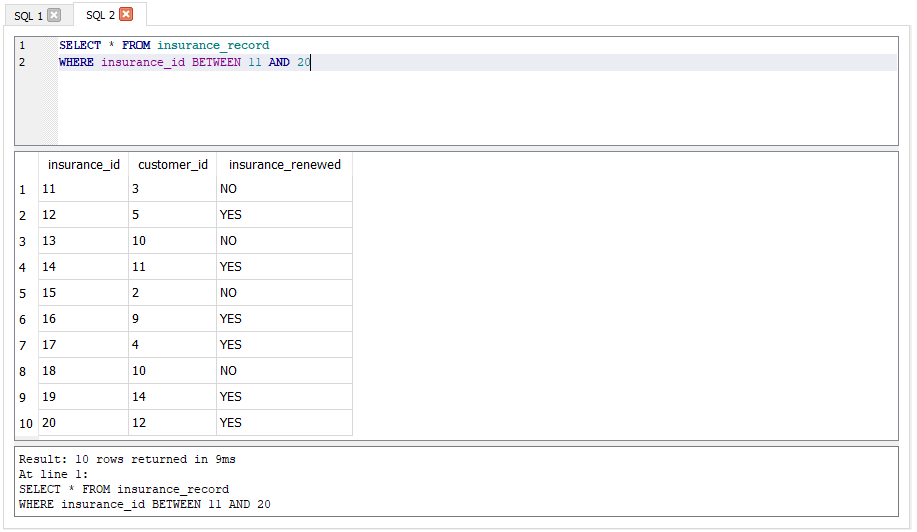 SQL 1 SQL 2
1 SELECT * FROM insurance_record
2 WHERE insurance_id BETWEEN 11 AND 20
insurance_id customer_id insurance_renewed
1 11 3 NO
2 12 5 YES
3 13 10 NO
4 14 11 YES
5 15 2 NO
6 16 9 YES
7 17 4 YES
8 18 10 NO
9 19 14 YES
10 20 12 YES
Result: 10 rows returned in 9ms
At line 1:
SELECT * FROM insurance_record
WHERE insurance_id BETWEEN 11 AND 20